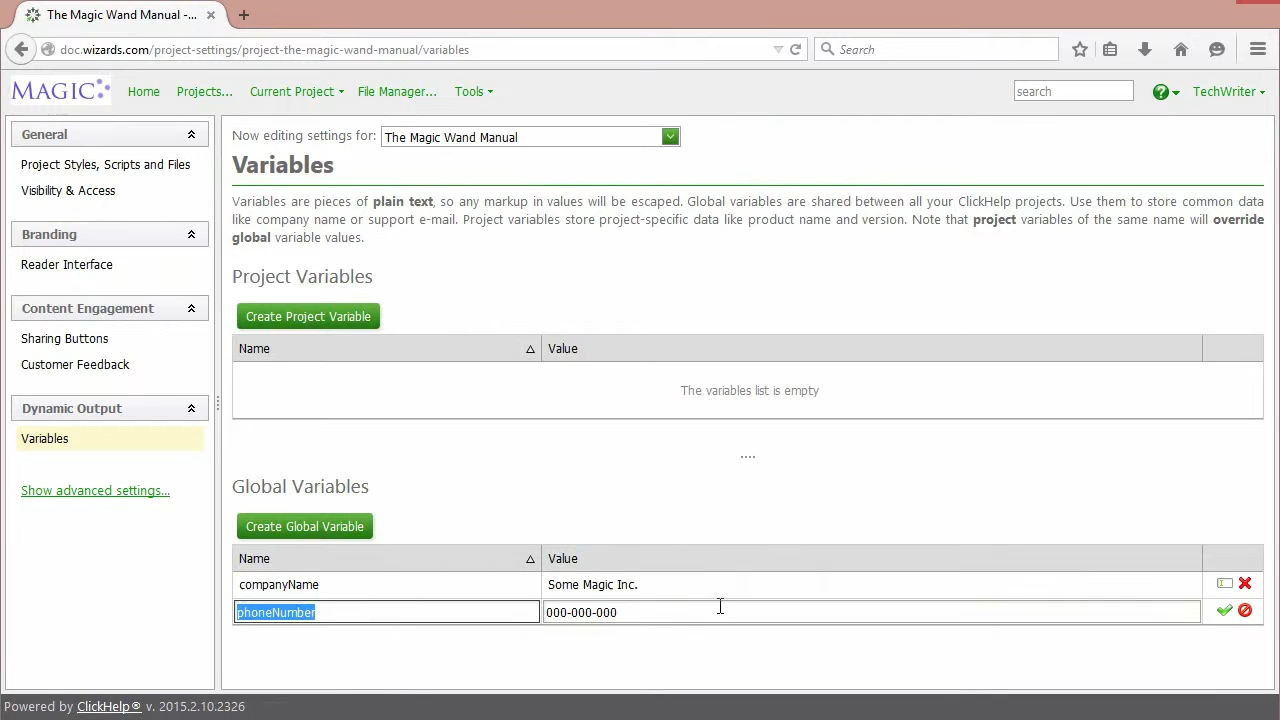 The Magic Wand Manual -...
doc.wizards.com/project-settings/project-the-magic-wand-manual/variables
Search
MAGIC
Home
Projects...
Current Project
File Manager...
Tools
search
?
TechWriter
General
Project Styles, Scripts and Files
Visibility & Access
Branding
Reader Interface
Content Engagement
Sharing Buttons
Customer Feedback
Dynamic Output
Variables
Show advanced settings...
Now editing settings for:
The Magic Wand Manual
Variables
Variables are pieces of plain text, so any markup in values will be escaped. Global variables are shared between all your ClickHelp projects. Use them to store common data
like company name or support e-mail. Project variables store project-specific data like product name and version. Note that project variables of the same name will override
global variable values.
Project Variables
Create Project Variable
Name
Value
The variables list is empty
....
Global Variables
Create Global Variable
Name
Value
companyName
Some Magic Inc.
phoneNumber
000-000-000
Powered by ClickHelp® v. 2015.2.10.2326